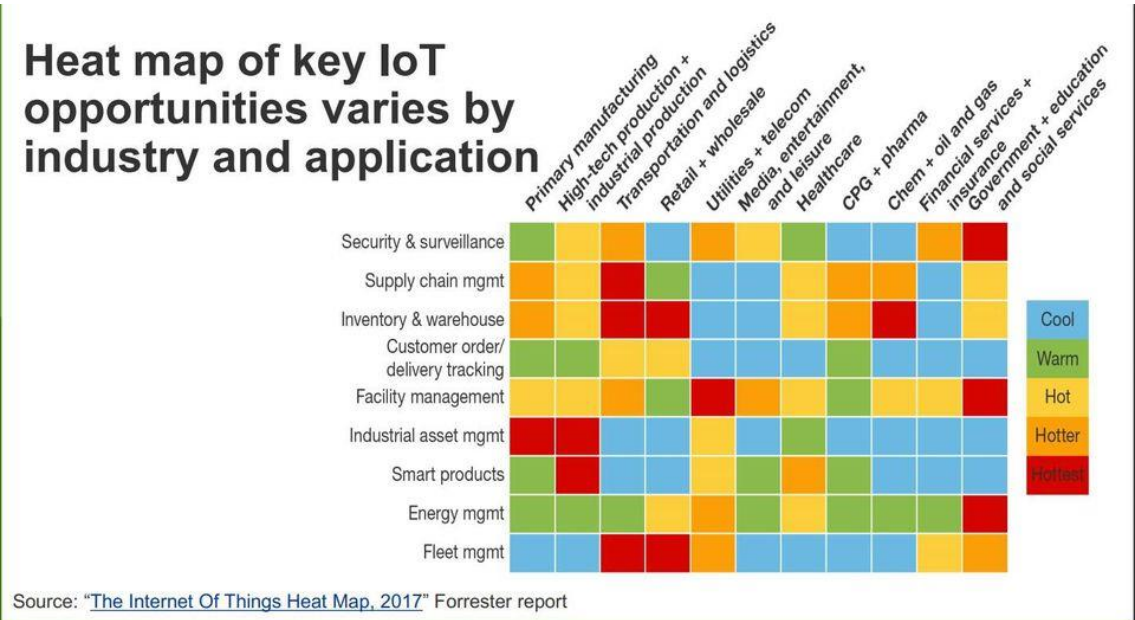 Heat map of key IoT
opportunities varies by
industry and application
Primary manufacturing
High-tech production +
industrial production
Transportation and logistics
Retail + wholesale
Utilities + telecom
Media, entertainment,
and leisure
Healthcare
CPG + pharma
Chem + oil and gas
Financial services +
insurance
Government + education
and social services
Security & surveillance
Supply chain mgmt
Inventory & warehouse
Customer order/
delivery tracking
Facility management
Industrial asset mgmt
Smart products
Energy mgmt
Fleet mgmt
Cool
Warm
Hot
Hotter
Hottest
Source: “The Internet Of Things Heat Map, 2017” Forrester report